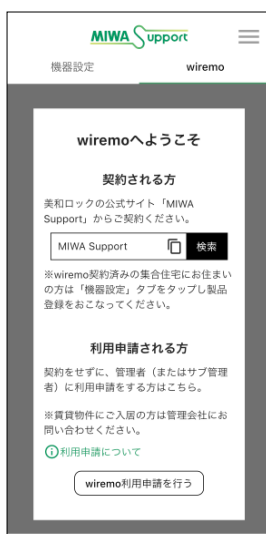 MIWA Support
機器設定 wiremo
wiremoへようこそ
契約される方
美和ロックの公式サイト「MIWA
Support」からご契約ください。
MIWA Support 検索
※wiremo契約済みの集合住宅にお住まい
の方は「機器設定」タブをタップし製品
登録をおこなってください。
利用申請される方
契約をせずに、管理者（またはサブ管理
者）に利用申請をする方はこちら。
※賃貸物件にご入居の方は管理会社にお
問い合わせください。
利用申請について
wiremo利用申請を行う